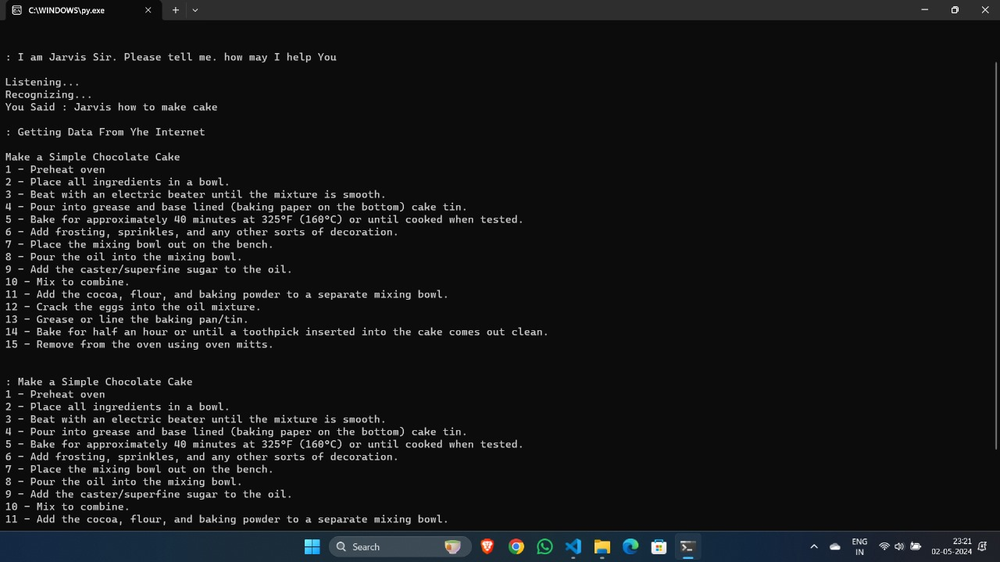 C:\WINDOWS\py.exe
: I am Jarvis Sir. Please tell me. how may I help You
Listening...
Recognizing...
You Said : Jarvis how to make cake
: Getting Data From Yhe Internet
Make a Simple Chocolate Cake
1 - Preheat oven
2 - Place all ingredients in a bowl.
3 - Beat with an electric beater until the mixture is smooth.
4 - Pour into grease and base lined (baking paper on the bottom) cake tin.
5 - Bake for approximately 40 minutes at 325°F (160°C) or until cooked when tested.
6 - Add frosting, sprinkles, and any other sorts of decoration.
7 - Place the mixing bowl out on the bench.
8 - Pour the oil into the mixing bowl.
9 - Add the caster/superfine sugar to the oil.
10 - Mix to combine.
11 - Add the cocoa, flour, and baking powder to a separate mixing bowl.
12 - Crack the eggs into the oil mixture.
13 - Grease or line the baking pan/tin.
14 - Bake for half an hour or until a toothpick inserted into the cake comes out clean.
15 - Remove from the oven using oven mitts.
: Make a Simple Chocolate Cake
1 - Preheat oven
2 - Place all ingredients in a bowl.
3 - Beat with an electric beater until the mixture is smooth.
4 - Pour into grease and base lined (baking paper on the bottom) cake tin.
5 - Bake for approximately 40 minutes at 325°F (160°C) or until cooked when tested.
6 - Add frosting, sprinkles, and any other sorts of decoration.
7 - Place the mixing bowl out on the bench.
8 - Pour the oil into the mixing bowl.
9 - Add the caster/superfine sugar to the oil.
10 - Mix to combine.
11 - Add the cocoa, flour, and baking powder to a separate mixing bowl.
Search
ENG
IN
23:21
02-05-2024